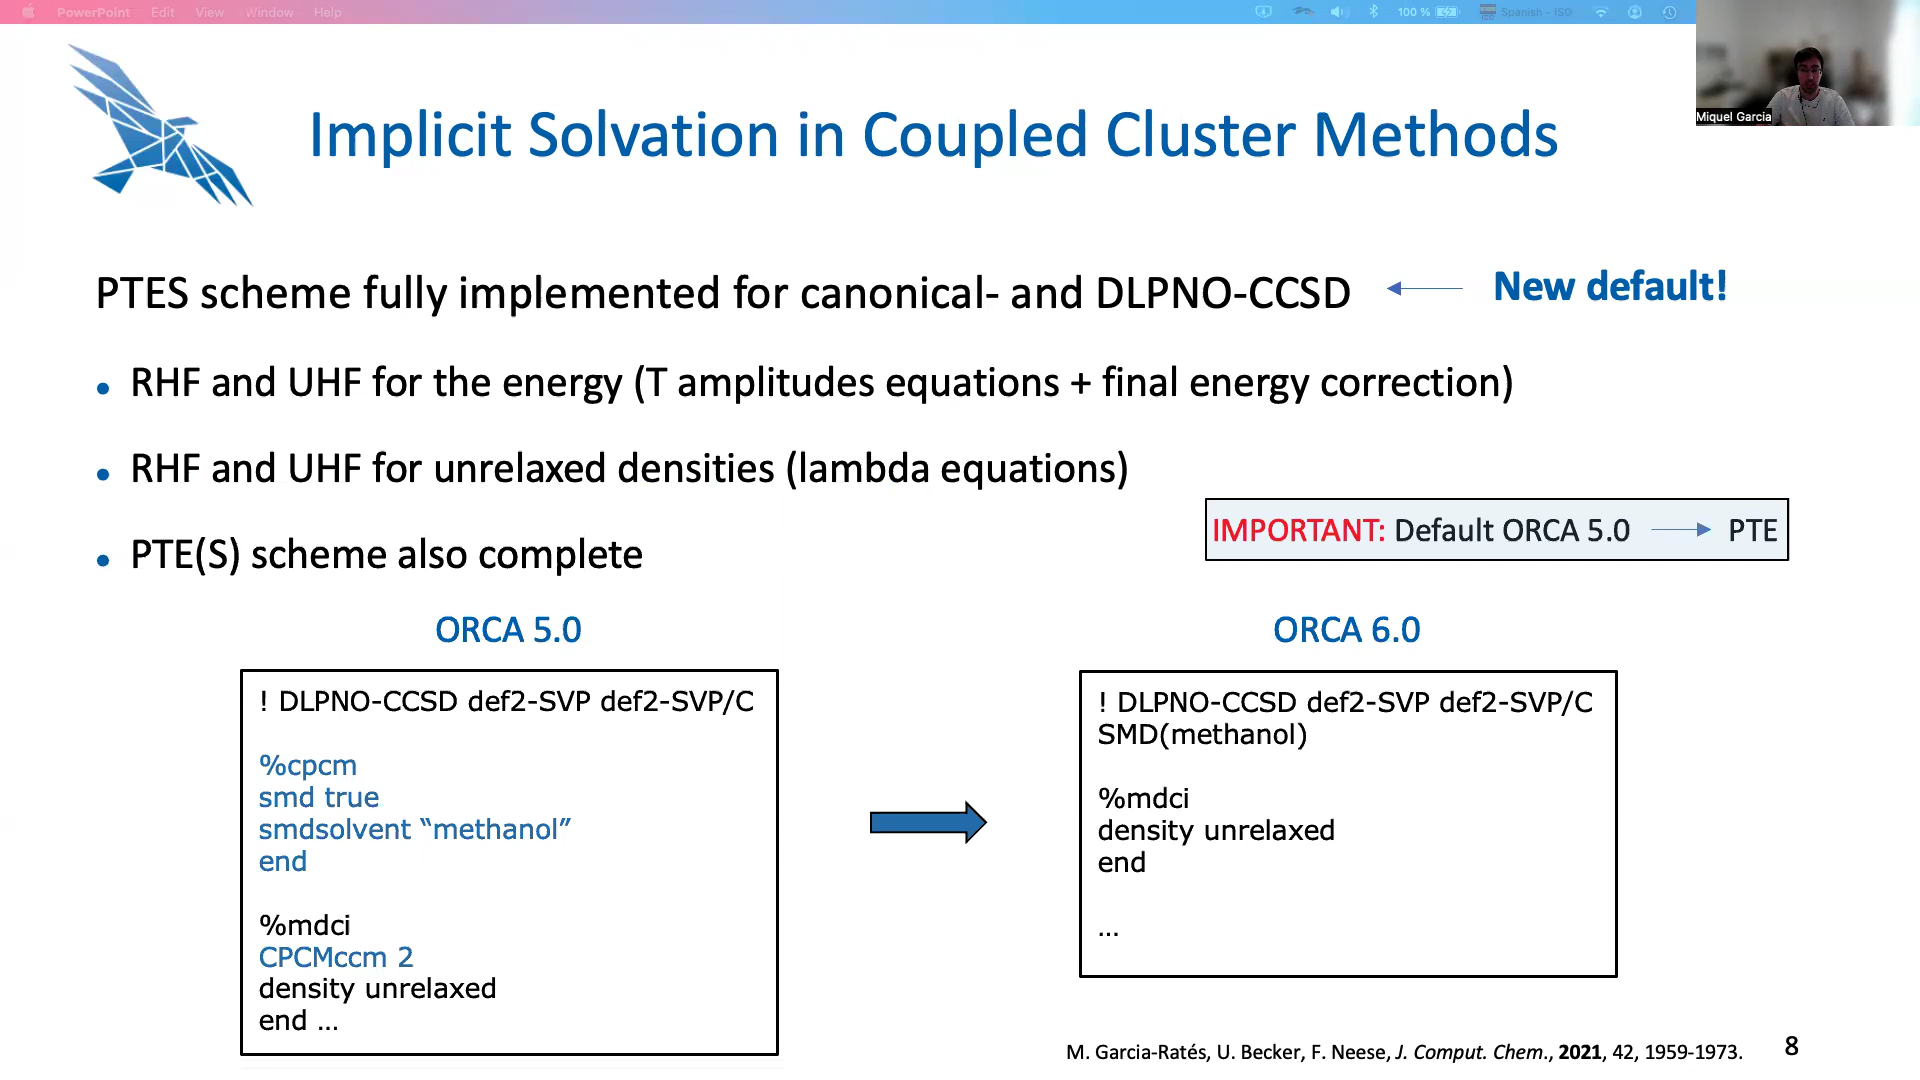 PowerPoint Edit View Window Help 100 % Spanish - ISO
Miquel Garcia
Implicit Solvation in Coupled Cluster Methods
PTES scheme fully implemented for canonical- and DLPNO-CCSD
New default!
• RHF and UHF for the energy (T amplitudes equations + final energy correction)
• RHF and UHF for unrelaxed densities (lambda equations)
IMPORTANT: Default ORCA 5.0 → PTE
• PTE(S) scheme also complete
ORCA 5.0
! DLPNO-CCSD def2-SVP def2-SVP/C
%cpcm
smd true
smdsolvent “methanol”
end
%mdci
CPCMccm 2
density unrelaxed
end ...
ORCA 6.0
! DLPNO-CCSD def2-SVP def2-SVP/C
SMD(methanol)
%mdci
density unrelaxed
end
...
M. Garcia-Ratés, U. Becker, F. Neese, J. Comput. Chem., 2021, 42, 1959-1973.
8